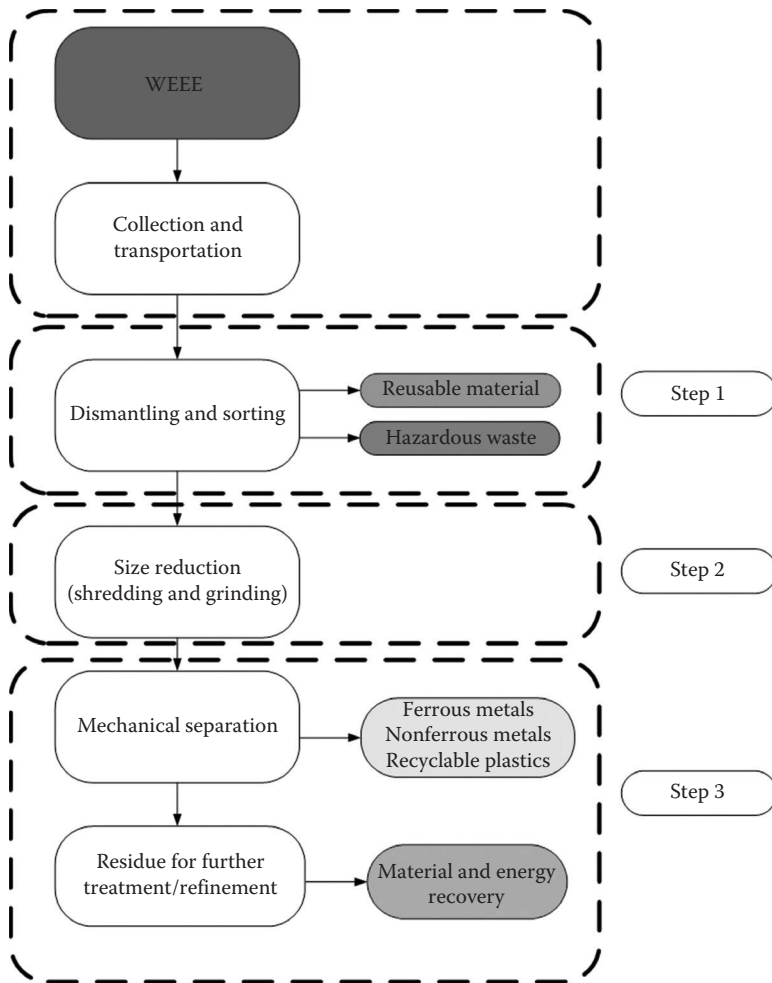 WEEE
Collection and
transportation
Dismantling and sorting
Reusable material
Hazardous waste
Step 1
Size reduction
(shredding and grinding)
Step 2
Mechanical separation
Ferrous metals
Nonferrous metals
Recyclable plastics
Step 3
Residue for further
treatment/refinement
Material and energy
recovery